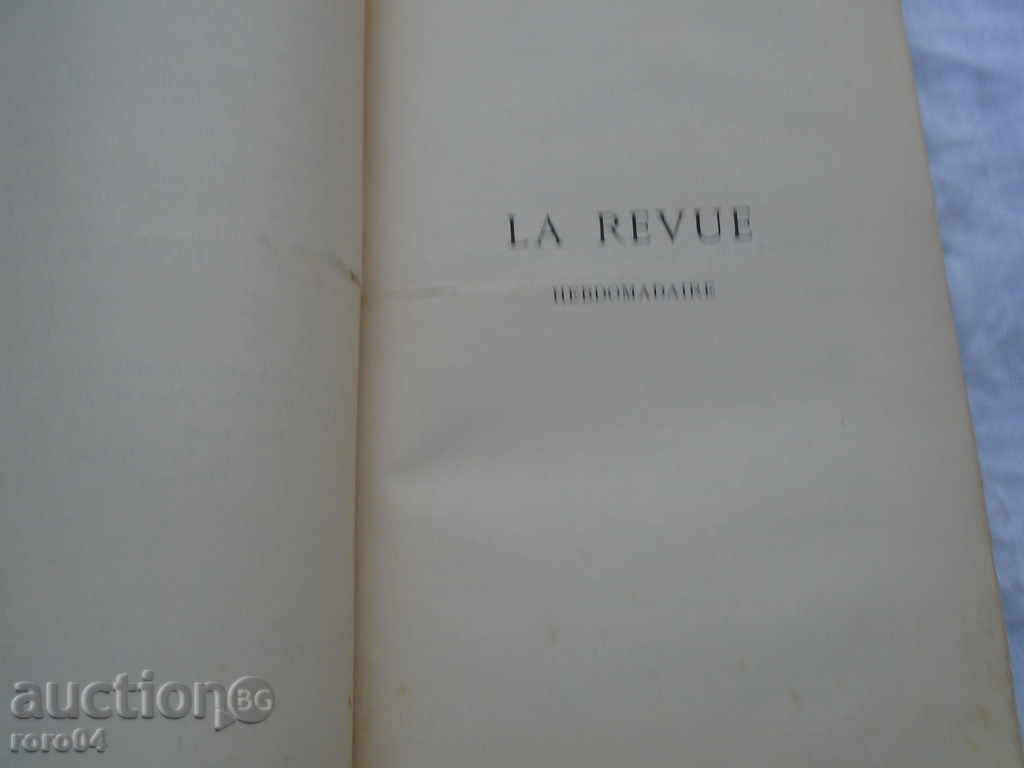 LA REVUE
HEBDOMADAIRE
auction BG
roro04